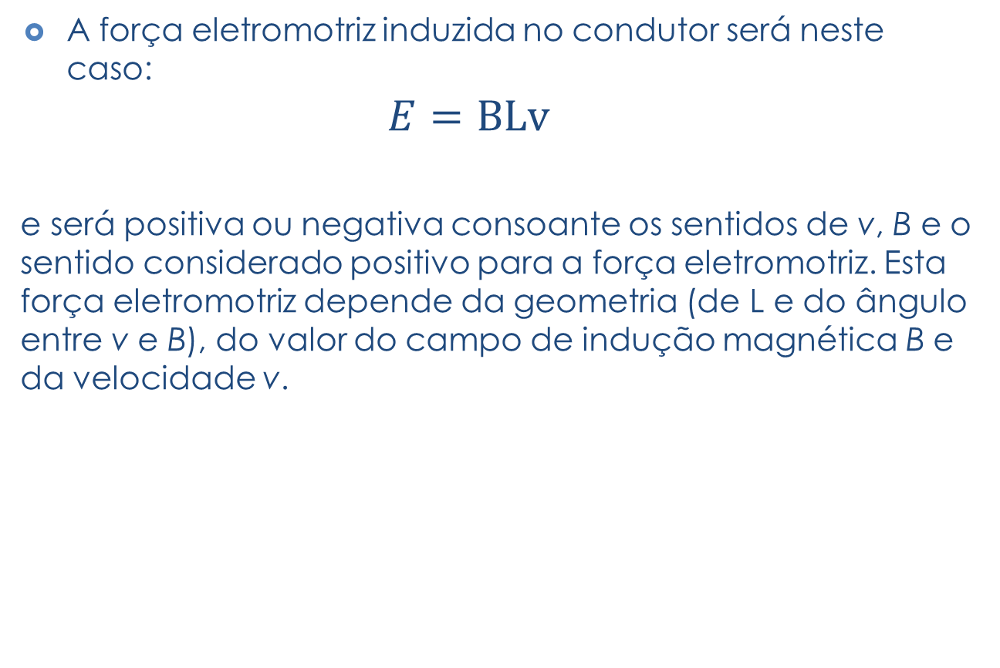 A força eletromotriz induzida no condutor será neste
caso:
E = BLv
e será positiva ou negativa consoante os sentidos de v, B e o
sentido considerado positivo para a força eletromotriz. Esta
força eletromotriz depende da geometria (de L e do ângulo
entre v e B), do valor do campo de indução magnética B e
da velocidade v.